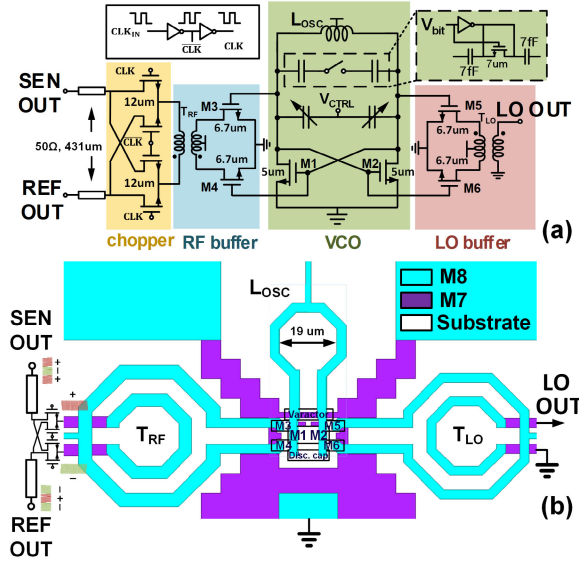 CLK_IN
CLK
CLK
L_OSC
V_bit
7fF
7fF
7um
SEN
OUT
CLK
12um
CLK
50Ω, 431um
CLK
12um
CLK
REF
OUT
T_RF
M3
6.7um
6.7um
M4
V_CTRL
M1
M2
5um
5um
M5
6.7um
6.7um
M6
T_LO
LO OUT
chopper
RF buffer
VCO
LO buffer
(a)
L_OSC
19 um
M8
M7
Substrate
SEN
OUT
+
-
-
+
+
T_RF
Varactor
M3
M5
M1
M2
M4
M6
Disc. cap
T_LO
LO
OUT
−
REF
OUT
(b)